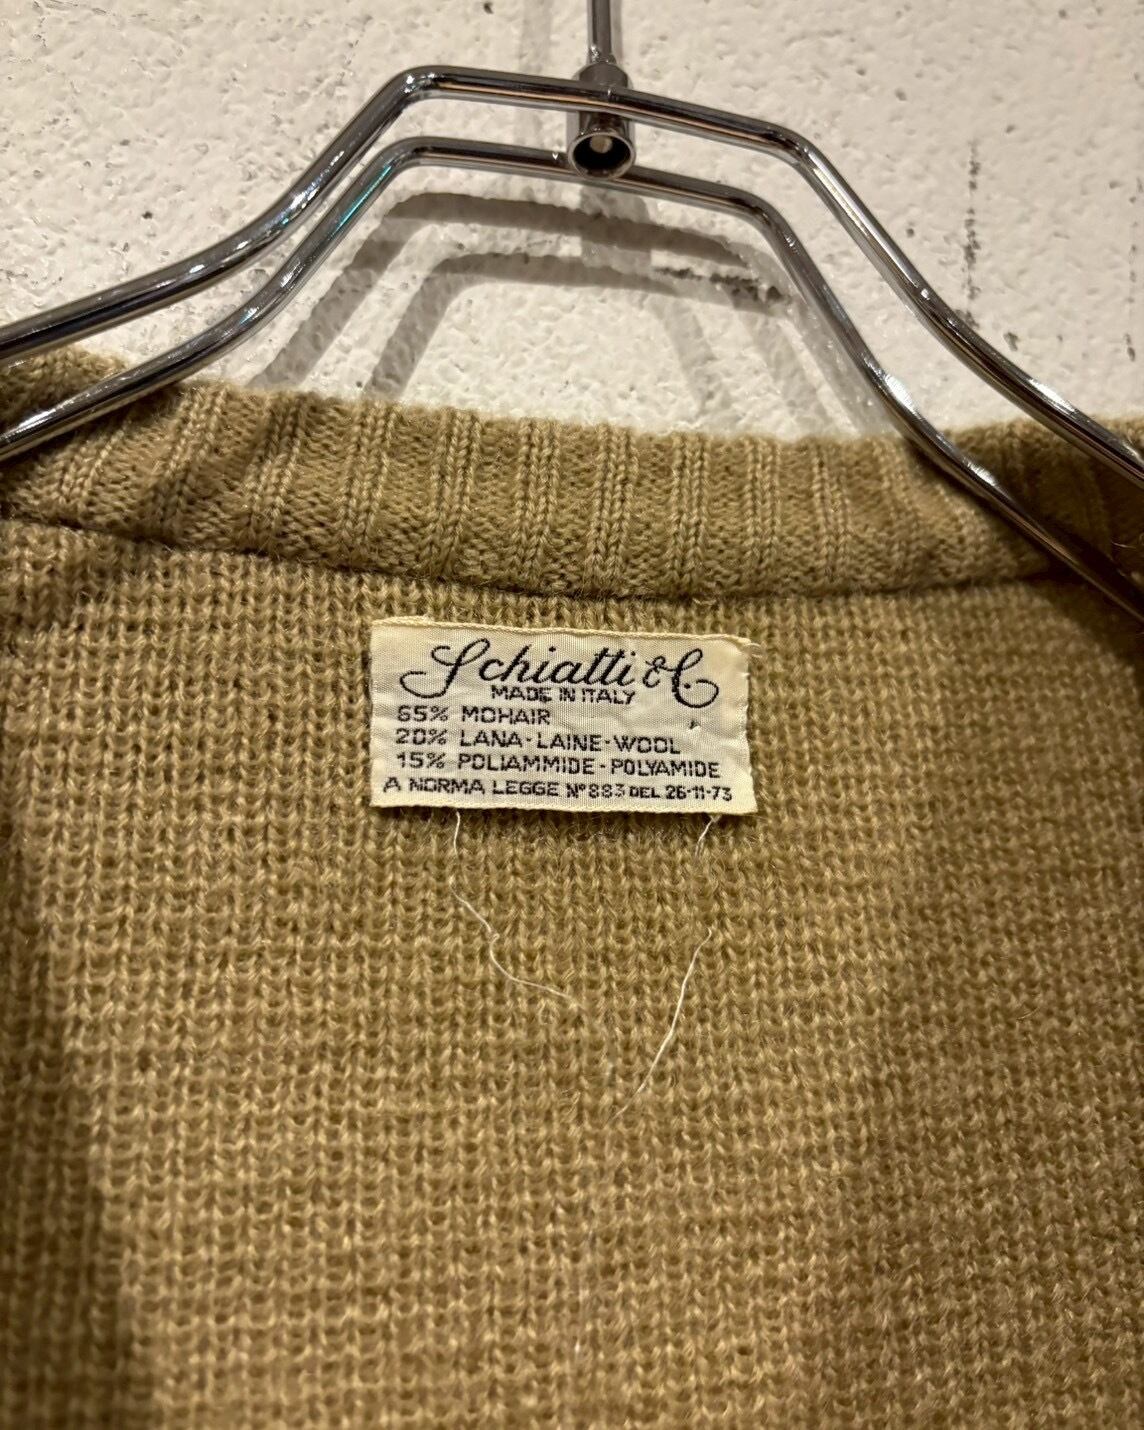 Schiatti & C.
MADE IN ITALY
65% MOHAIR
20% LANA-LAINE-WOOL
15% POLIAMMIDE-POLYAMIDE
A NORMA LEGGE N°883 DEL 26-11-73